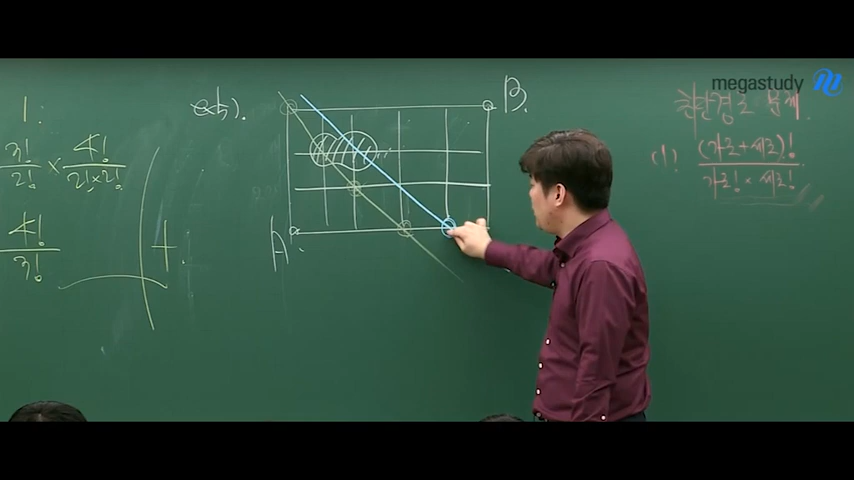 1:
3!/2! × 4!/(2!×2!)
4!/3!
+
ex5).
A.
B.
megastudy
최단경로 문제.
(1) (가로+세로)!/(가로! × 세로!)